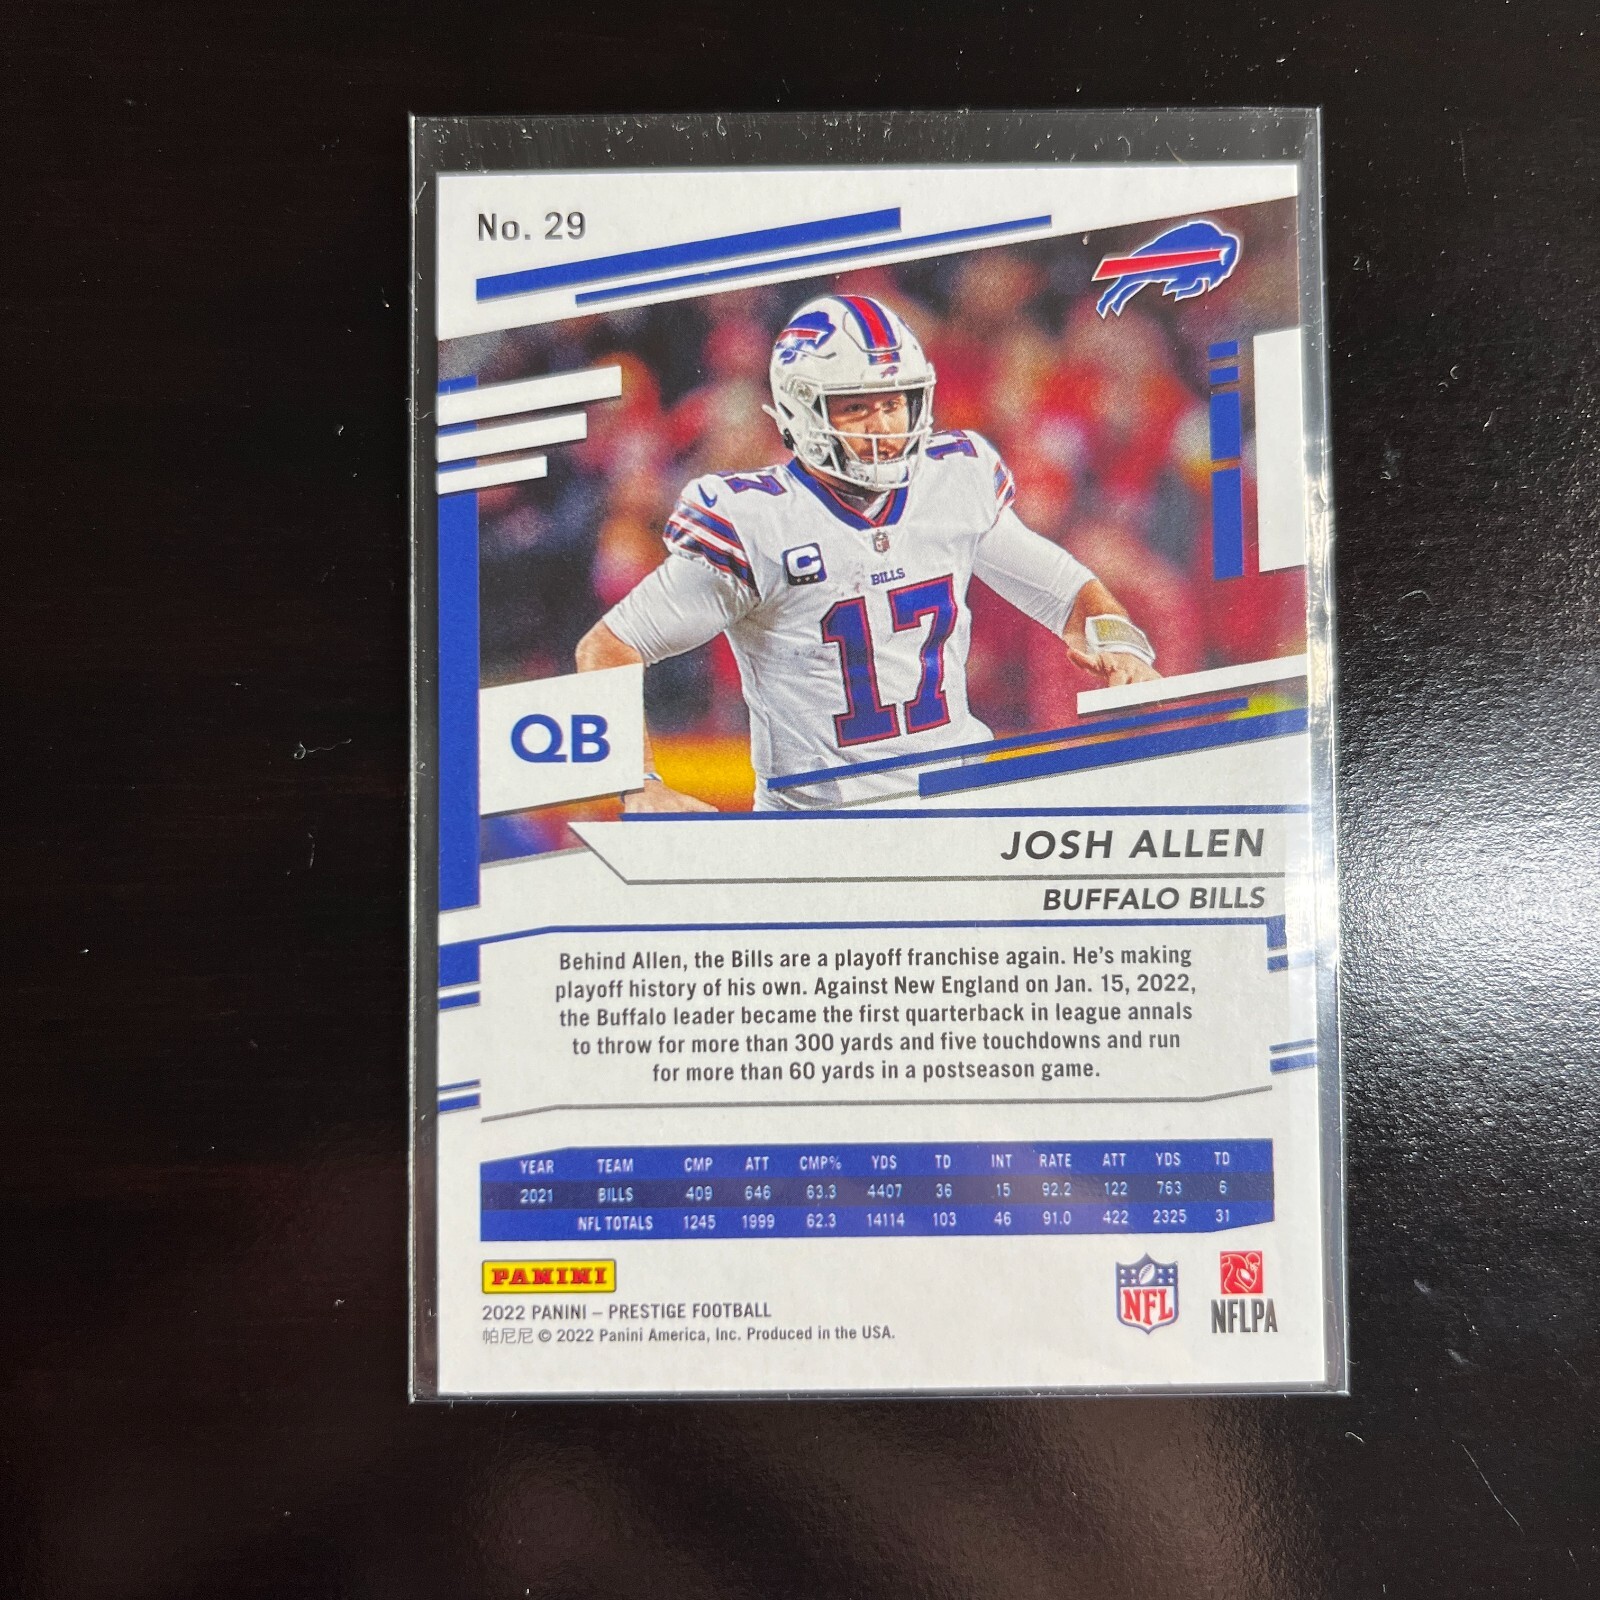 No. 29
17
17
C
BILLS
17
QB
JOSH ALLEN
BUFFALO BILLS
Behind Allen, the Bills are a playoff franchise again. He's making
playoff history of his own. Against New England on Jan. 15, 2022,
the Buffalo leader became the first quarterback in league annals
to throw for more than 300 yards and five touchdowns and run
for more than 60 yards in a postseason game.
YEAR TEAM CMP ATT CMP% YDS TD INT RATE ATT YDS TD
2021 BILLS 409 646 63.3 4407 36 15 92.2 122 763 6
NFL TOTALS 1245 1999 62.3 14114 103 46 91.0 422 2325 31
PANINI
2022 PANINI – PRESTIGE FOOTBALL
帕尼尼 © 2022 Panini America, Inc. Produced in the USA.
NFL
NFLPA